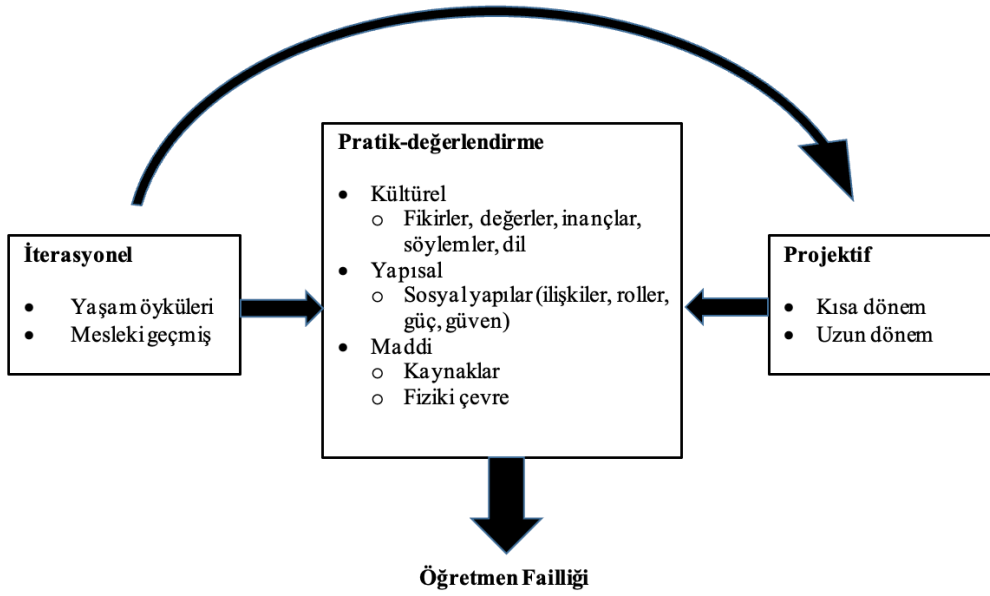 Pratik-değerlendirme
• Kültürel
o Fikirler, değerler, inançlar,
söylemler, dil
• Yapısal
o Sosyal yapılar (ilişkiler, roller,
güç, güven)
• Maddi
o Kaynaklar
o Fiziki çevre
İterasyonel
• Yaşam öyküleri
• Mesleki geçmiş
Projektif
• Kısa dönem
• Uzun dönem
Öğretmen Failliği